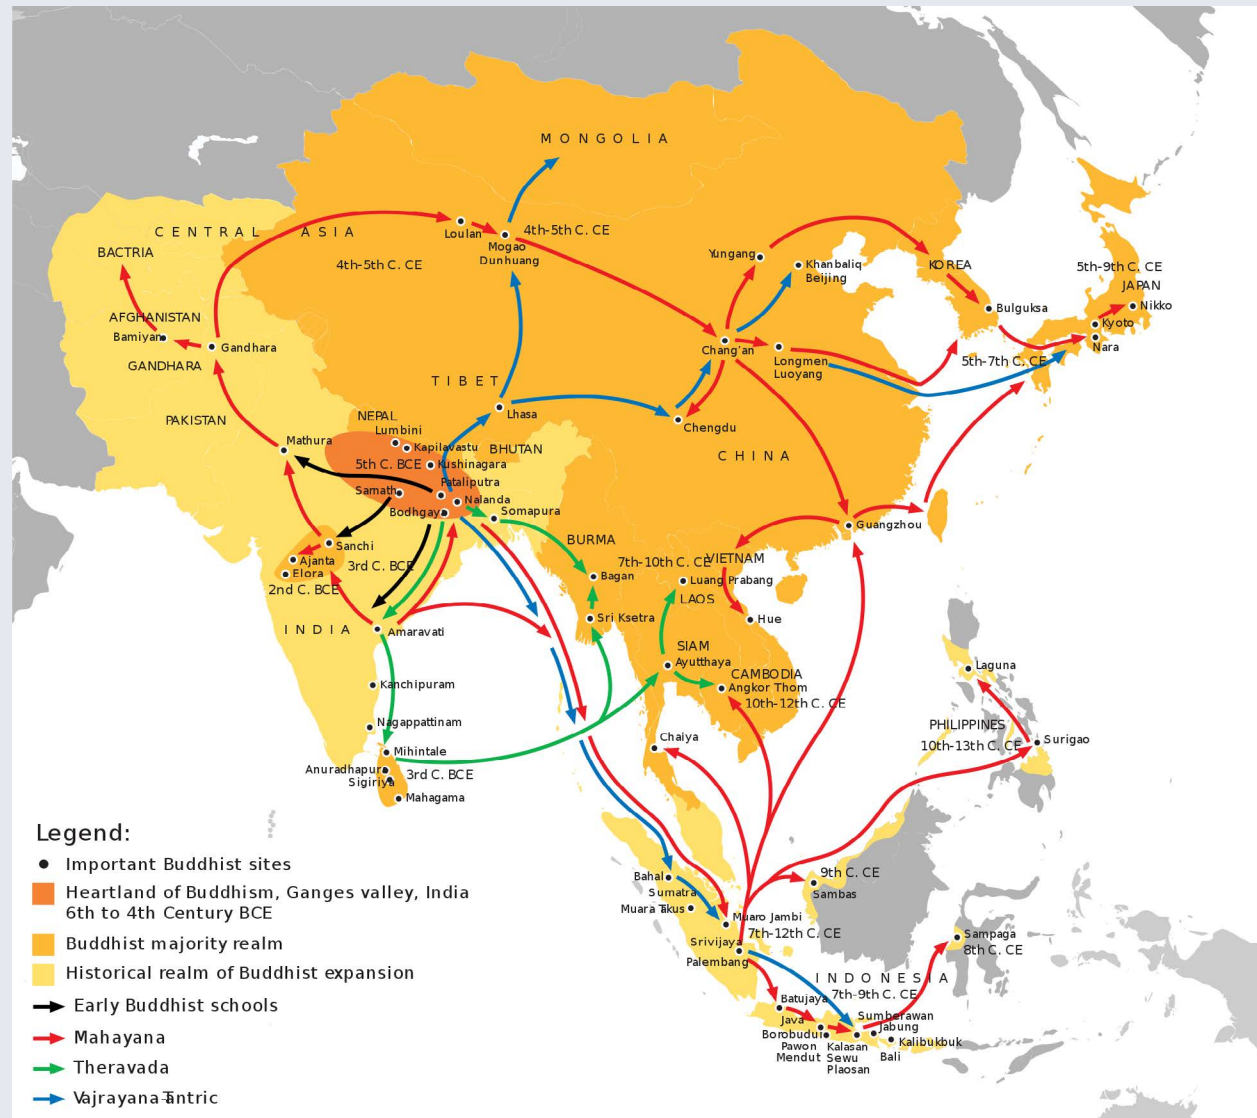 MONGOLIA
CENTRAL ASIA
4th-5th C. CE
Loulan
Mogao
Dunhuang
4th-5th C. CE
BACTRIA
AFGHANISTAN
Bamiyan
Gandhara
GANDHARA
PAKISTAN
Yungang
Khanbaliq
Beijing
KOREA
Bulguksa
5th-9th C. CE
JAPAN
Nikko
Kyoto
Nara
5th-7th C. CE
Chang'an
Longmen
Luoyang
TIBET
Lhasa
Chengdu
CHINA
NEPAL
Lumbini
Kapilavastu
BHUTAN
5th C. BCE
Kushinagara
Mathura
Pataliputra
Sarnath
Nalanda
Bodhgaya
Somapura
Guangzhou
Sanchi
Ajanta
Elora
3rd C. BCE
2nd C. BCE
INDIA
Amaravati
Kanchipuram
Nagappattinam
Mihintale
Anuradhapura
Sigiriya
3rd C. BCE
Mahagama
BURMA
7th-10th C. CE
VIETNAM
Bagan
Luang Prabang
LAOS
Sri Ksetra
Hue
SIAM
Ayutthaya
CAMBODIA
Angkor Thom
10th-12th C. CE
Chaiya
Laguna
PHILIPPINES
10th-13th C. CE
Surigao
Bahal
Sumatra
Muara Takus
Muaro Jambi
7th-12th C. CE
Srivijaya
Palembang
9th C. CE
Sambas
Sampaga
8th C. CE
INDONESIA
7th-9th C. CE
Batujaya
Java
Borobudur
Pawon
Mendut
Kalasan
Sewu
Plaosan
Sumberawan
Jabung
Kalibukbuk
Bali
Legend:
Important Buddhist sites
Heartland of Buddhism, Ganges valley, India
6th to 4th Century BCE
Buddhist majority realm
Historical realm of Buddhist expansion
Early Buddhist schools
Mahayana
Theravada
Vajrayana-Tantric